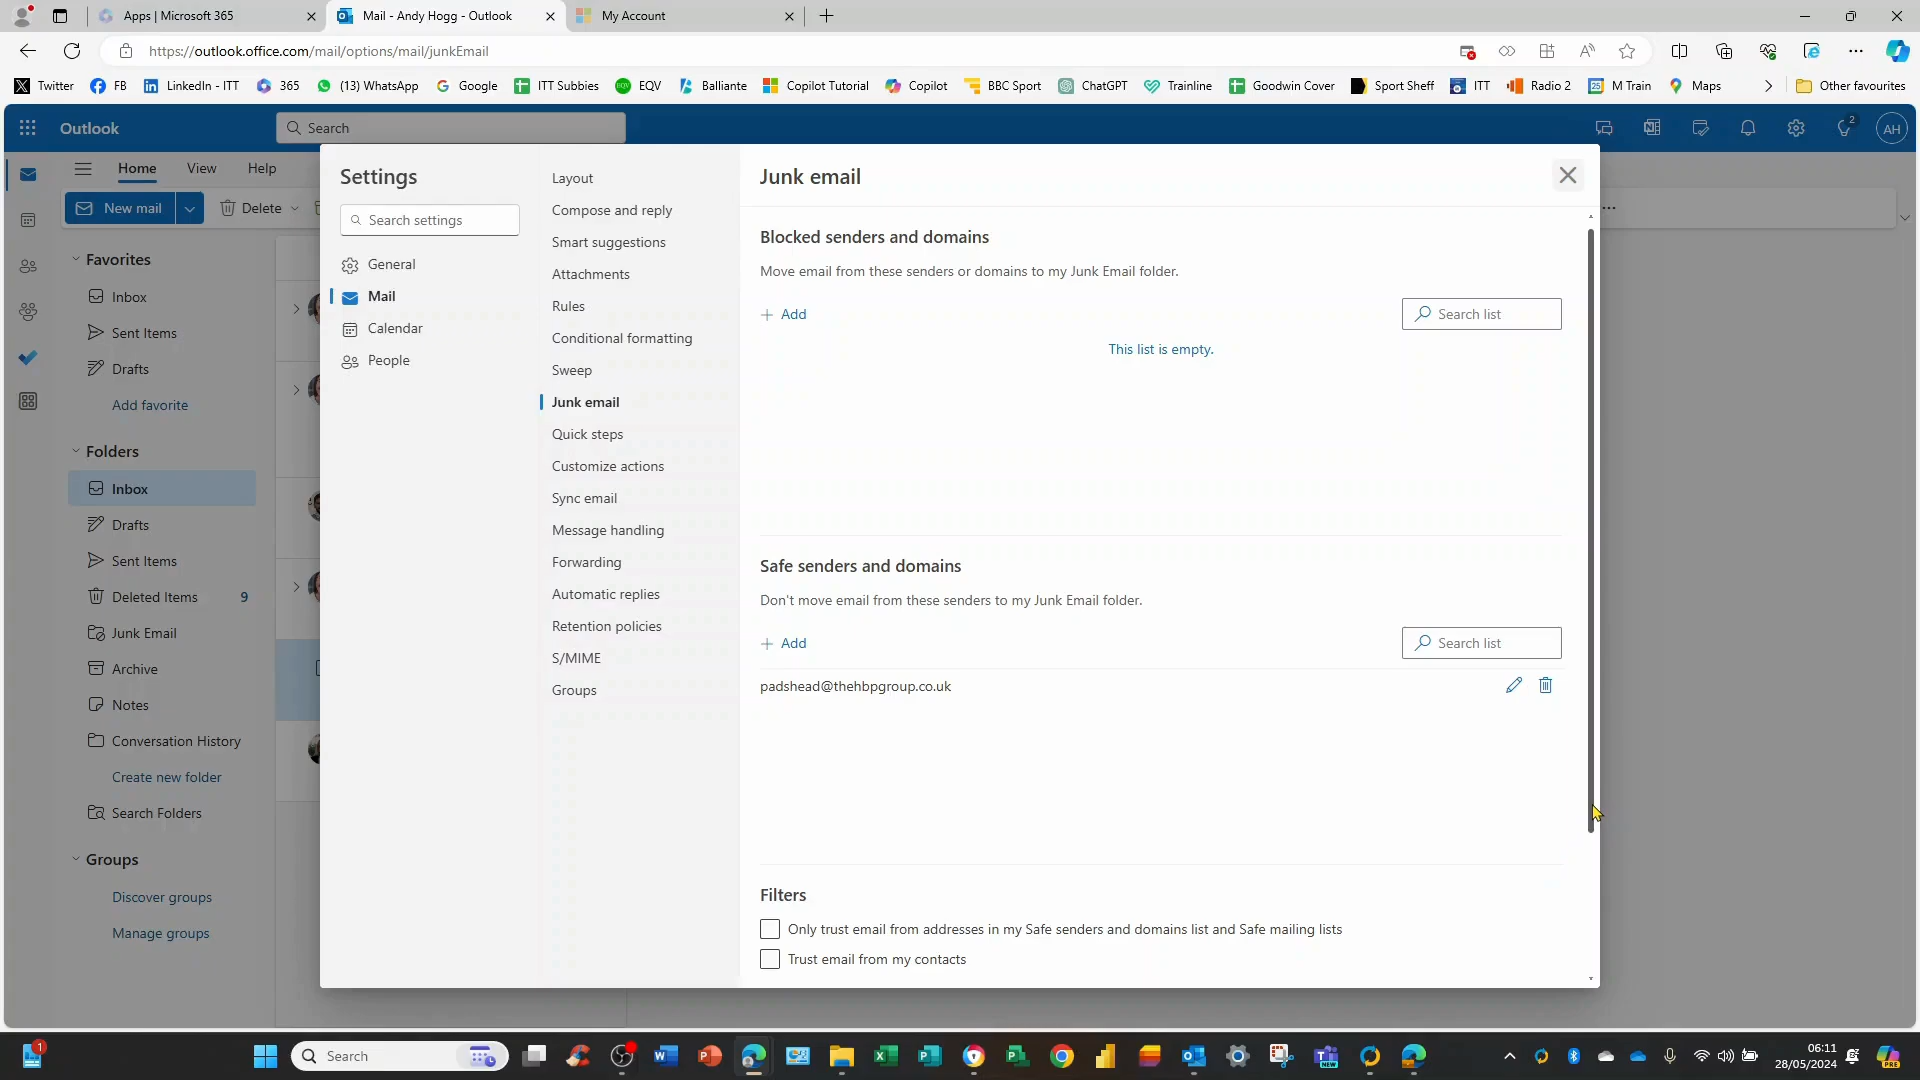 Apps | Microsoft 365
Mail - Andy Hogg - Outlook
My Account
https://outlook.office.com/mail/options/mail/junkEmail
Twitter
FB
LinkedIn - ITT
365
(13) WhatsApp
Google
ITT Subbies
EQV
Balliante
Copilot Tutorial
Copilot
BBC Sport
ChatGPT
Trainline
Goodwin Cover
Sport Sheff
ITT
Radio 2
M Train
Maps
Other favourites
Outlook
Search
2
AH
Home
View
Help
New mail
Delete
Favorites
Inbox
Sent Items
Drafts
Add favorite
Folders
Inbox
Drafts
Sent Items
Deleted Items 9
Junk Email
Archive
Notes
Conversation History
Create new folder
Search Folders
Groups
Discover groups
Manage groups
Settings
Search settings
General
Mail
Calendar
People
Layout
Compose and reply
Smart suggestions
Attachments
Rules
Conditional formatting
Sweep
Junk email
Quick steps
Customize actions
Sync email
Message handling
Forwarding
Automatic replies
Retention policies
S/MIME
Groups
Junk email
Blocked senders and domains
Move email from these senders or domains to my Junk Email folder.
Add
Search list
This list is empty.
Safe senders and domains
Don't move email from these senders to my Junk Email folder.
Add
Search list
padshead@thehbpgroup.co.uk
Filters
Only trust email from addresses in my Safe senders and domains list and Safe mailing lists
Trust email from my contacts
1
Search
06:11
28/05/2024